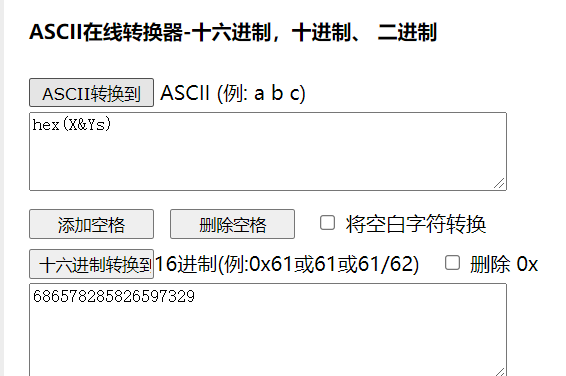 ASCII在线转换器-十六进制，十进制、 二进制
ASCII转换到 ASCII (例: a b c)
hex(X&Ys)
添加空格 删除空格 将空白字符转换
十六进制转换到 16进制(例:0x61或61或61/62) 删除 0x
686578285826597329